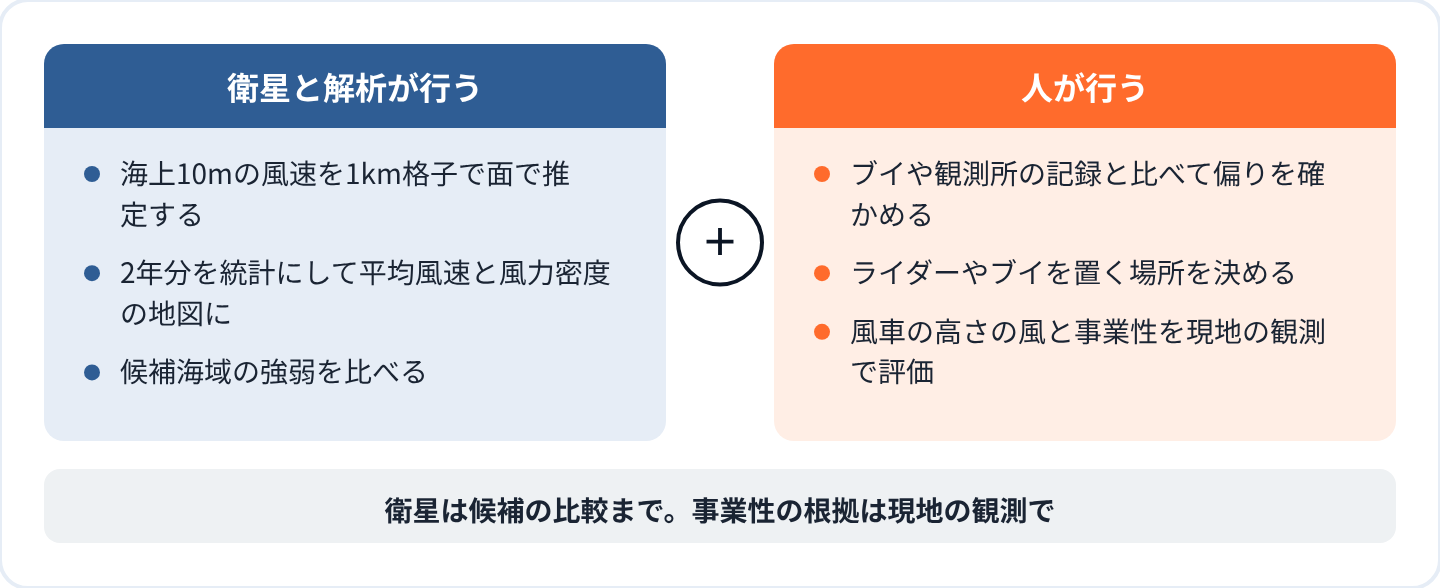 衛星と解析が行う
海上10mの風速を1km格子で面で推
定する
2年分を統計にして平均風速と風力密度
の地図に
候補海域の強弱を比べる
+
人が行う
ブイや観測所の記録と比べて偏りを確
かめる
ライダーやブイを置く場所を決める
風車の高さの風と事業性を現地の観測
で評価
衛星は候補の比較まで。事業性の根拠は現地の観測で